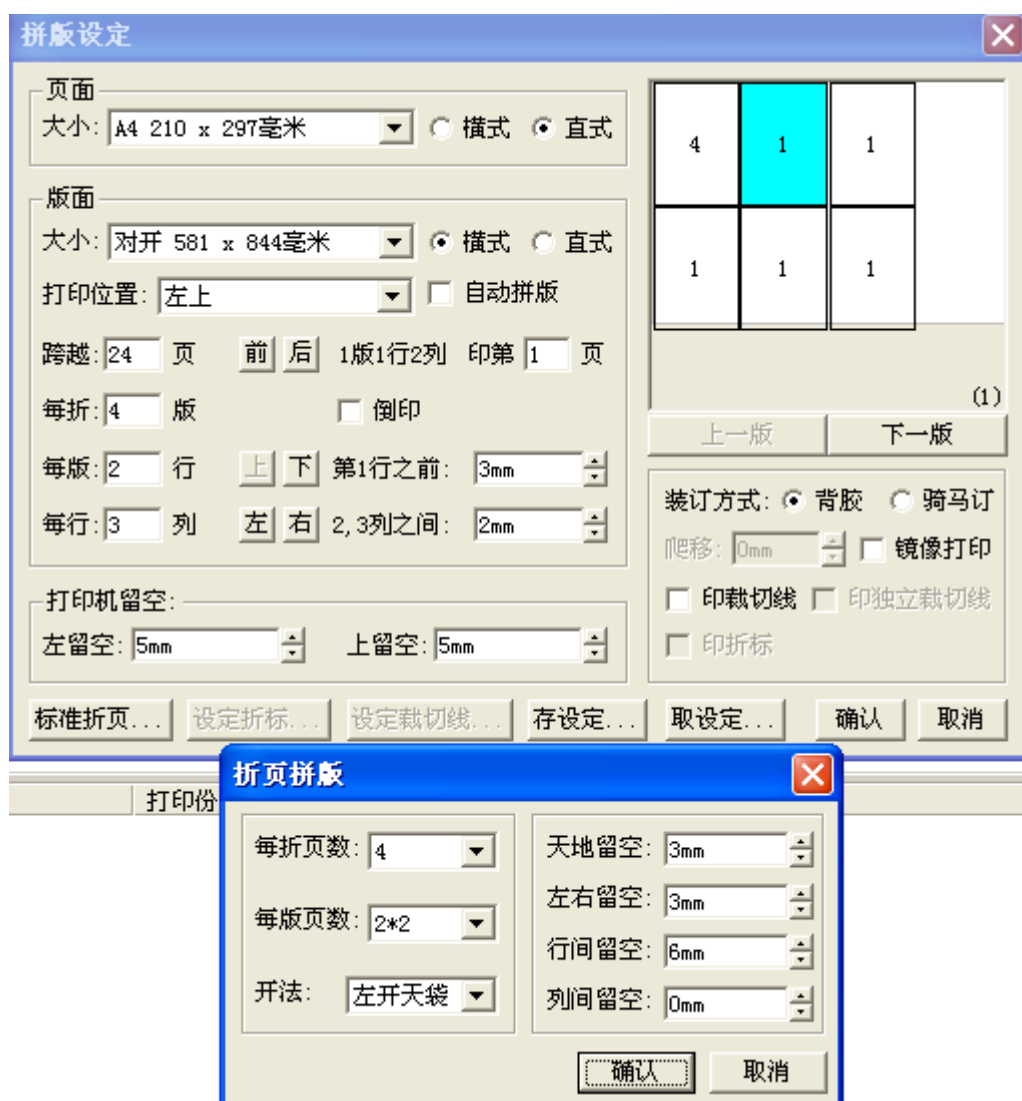 拼版设定
页面
大小: A4 210 x 297毫米 横式 直式
版面
大小: 对开 581 x 844毫米 横式 直式
打印位置: 左上 自动拼版
跨越: 24 页 前 后 1版1行2列 印第 1 页
每折: 4 版 倒印
每版: 2 行 上 下 第1行之前: 3mm
每行: 3 列 左 右 2,3列之间: 2mm
打印机留空:
左留空: 5mm 上留空: 5mm
4 1 1
1 1 1
(1)
上一版 下一版
装订方式: 背胶 骑马订
爬移: 0mm 镜像打印
印裁切线 印独立裁切线
印折标
标准折页... 设定折标... 设定裁切线... 存设定... 取设定... 确认 取消
打印份
折页拼版
每折页数: 4
每版页数: 2*2
开法: 左开天袋
天地留空: 3mm
左右留空: 3mm
行间留空: 6mm
列间留空: 0mm
确认 取消